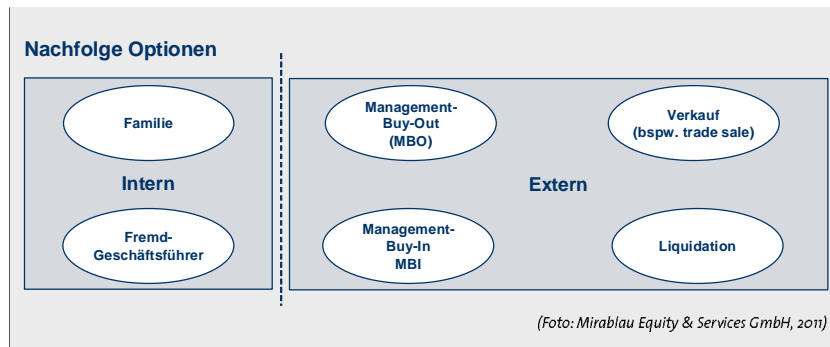 Nachfolge Optionen
Familie
Intern
Fremd-
Geschäftsführer
Management-
Buy-Out
(MBO)
Verkauf
(bspw. trade sale)
Extern
Management-
Buy-In
MBI
Liquidation
(Foto: Mirablau Equity & Services GmbH, 2011)